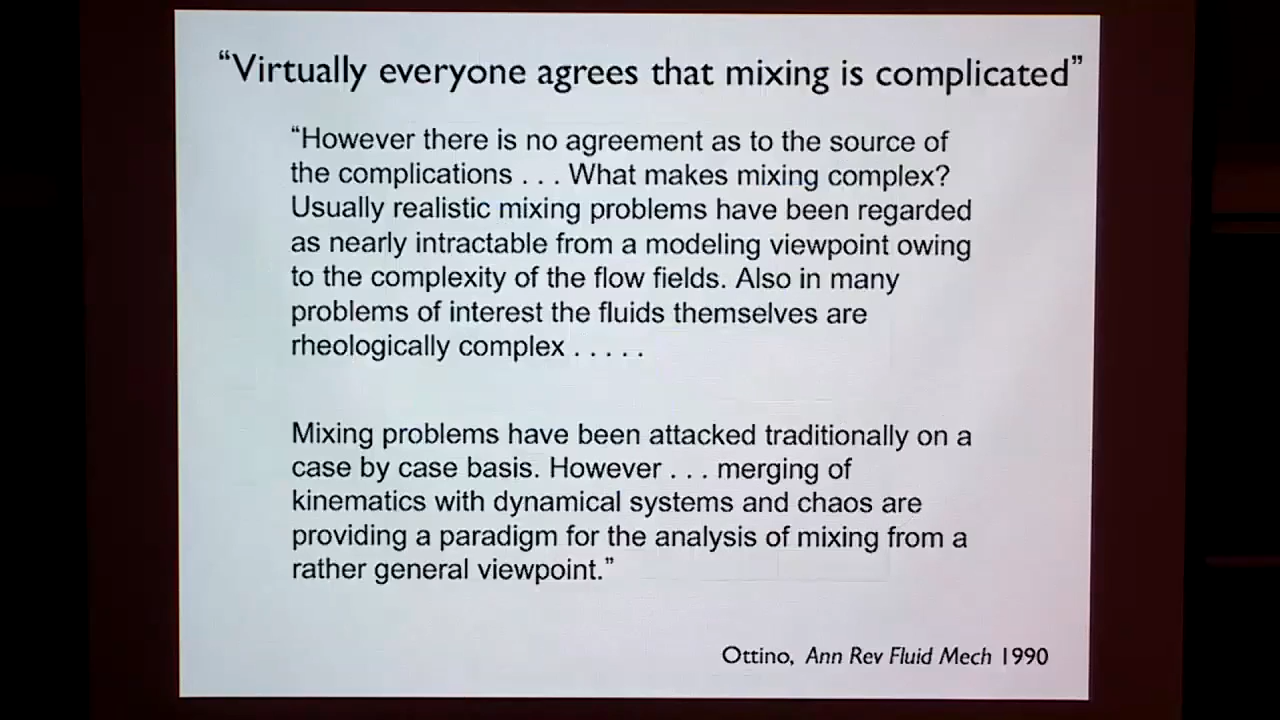 “Virtually everyone agrees that mixing is complicated”
“However there is no agreement as to the source of
the complications . . . What makes mixing complex?
Usually realistic mixing problems have been regarded
as nearly intractable from a modeling viewpoint owing
to the complexity of the flow fields. Also in many
problems of interest the fluids themselves are
rheologically complex . . . . .
Mixing problems have been attacked traditionally on a
case by case basis. However . . . merging of
kinematics with dynamical systems and chaos are
providing a paradigm for the analysis of mixing from a
rather general viewpoint.”
Ottino, Ann Rev Fluid Mech 1990